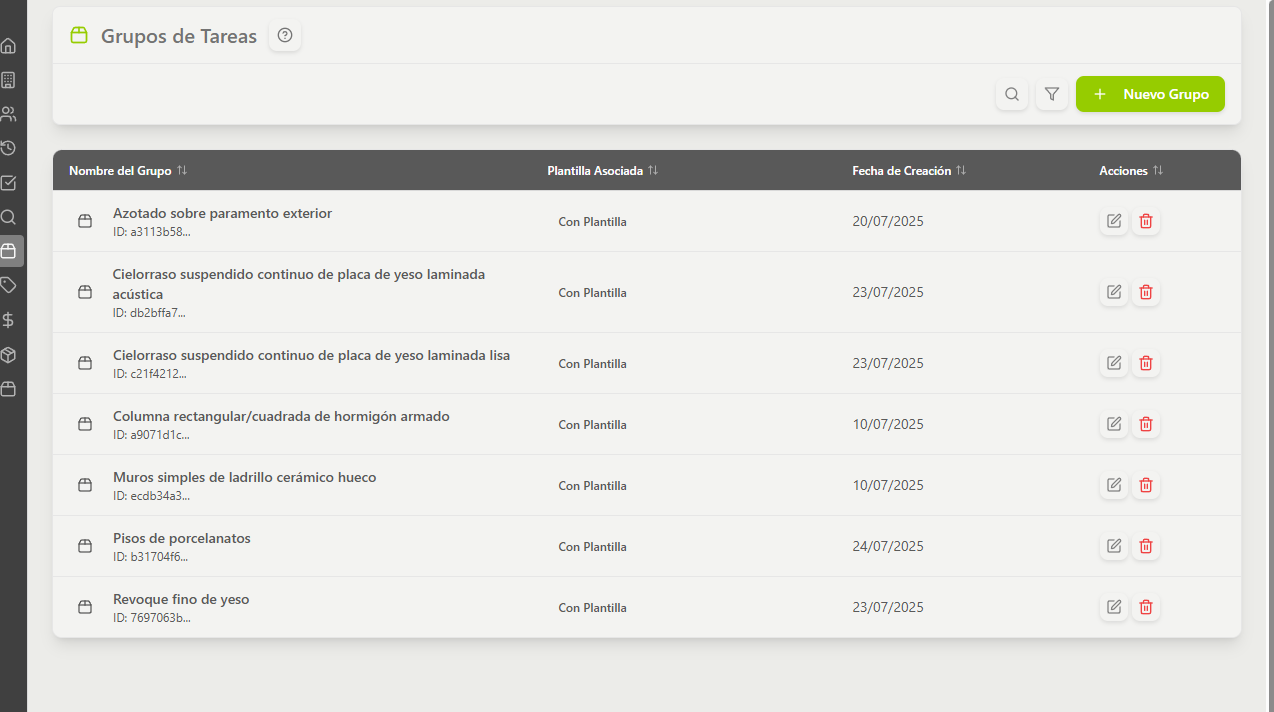 Grupos de Tareas
Nuevo Grupo
Nombre del Grupo Plantilla Asociada Fecha de Creación Acciones
Azotado sobre paramento exterior
ID: a3113b58...
Con Plantilla
20/07/2025
Cielorraso suspendido continuo de placa de yeso laminada
acústica
ID: db2bffa7...
Con Plantilla
23/07/2025
Cielorraso suspendido continuo de placa de yeso laminada lisa
ID: c21f4212...
Con Plantilla
23/07/2025
Columna rectangular/cuadrada de hormigón armado
ID: a9071d1c...
Con Plantilla
10/07/2025
Muros simples de ladrillo cerámico hueco
ID: ecdb34a3...
Con Plantilla
10/07/2025
Pisos de porcelanatos
ID: b31704f6...
Con Plantilla
24/07/2025
Revoque fino de yeso
ID: 7697063b...
Con Plantilla
23/07/2025